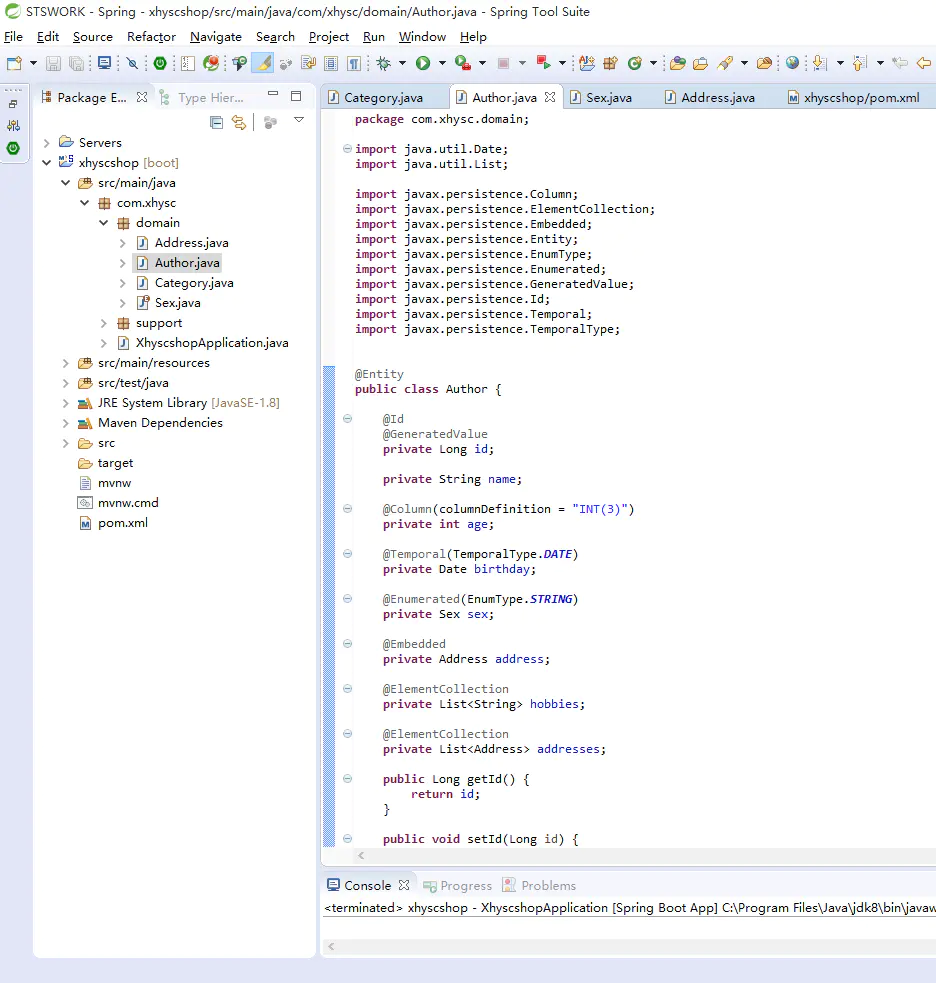 STSWORK - Spring - xhyscshop/src/main/java/com/xhysc/domain/Author.java - Spring Tool Suite
File Edit Source Refactor Navigate Search Project Run Window Help
Package E... Type Hier...
Servers
xhyscshop [boot]
src/main/java
com.xhysc
domain
Address.java
Author.java
Category.java
Sex.java
support
XhyscshopApplication.java
src/main/resources
src/test/java
JRE System Library [JavaSE-1.8]
Maven Dependencies
src
target
mvnw
mvnw.cmd
pom.xml
Category.java Author.java Sex.java Address.java xhyscshop/pom.xml
package com.xhysc.domain;
import java.util.Date;
import java.util.List;
import javax.persistence.Column;
import javax.persistence.ElementCollection;
import javax.persistence.Embedded;
import javax.persistence.Entity;
import javax.persistence.EnumType;
import javax.persistence.Enumerated;
import javax.persistence.GeneratedValue;
import javax.persistence.Id;
import javax.persistence.Temporal;
import javax.persistence.TemporalType;
@Entity
public class Author {
@Id
@GeneratedValue
private Long id;
private String name;
@Column(columnDefinition = "INT(3)")
private int age;
@Temporal(TemporalType.DATE)
private Date birthday;
@Enumerated(EnumType.STRING)
private Sex sex;
@Embedded
private Address address;
@ElementCollection
private List<String> hobbies;
@ElementCollection
private List<Address> addresses;
public Long getId() {
return id;
}
public void setId(Long id) {
Console Progress Problems
<terminated> xhyscshop - XhyscshopApplication [Spring Boot App] C:\Program Files\Java\jdk8\bin\javaw